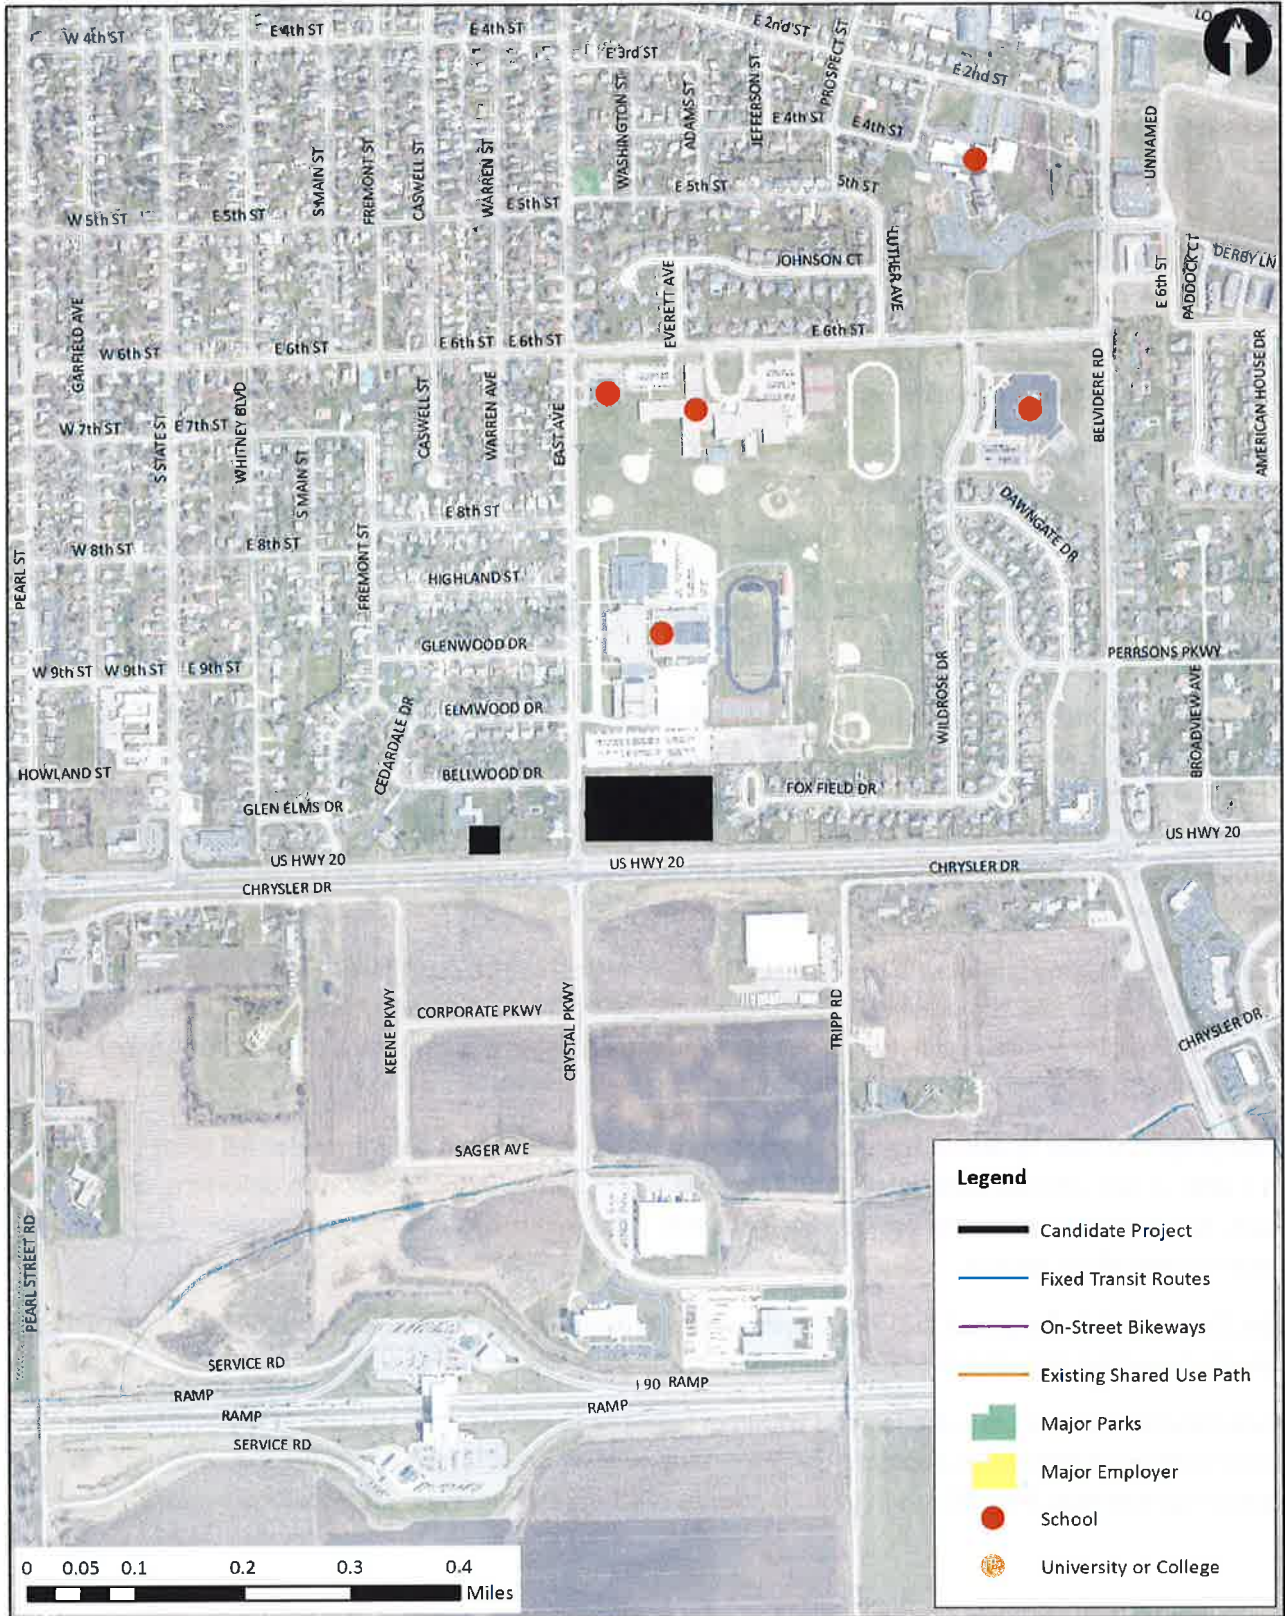 E 2nd ST
W 4th ST
E 4th ST
E 4th ST
E 3rd ST
PROSPECT ST
E 2nd ST
WASHINGTON ST
ADAMS ST
JEFFERSON ST
E 4th ST
E 4th ST
UNNAMED
S MAIN ST
FREMONT ST
CASWELL ST
WARREN ST
E 5th ST
5th ST
W 5th ST
E 5th ST
E 5th ST
JOHNSON CT
LUTHER AVE
E 6th ST
PADDOCK CT
DERBY LN
GARFIELD AVE
EVERETT AVE
E 6th ST
W 6th ST
E 6th ST
E 6th ST
E 6th ST
BELVIDERE RD
AMERICAN HOUSE DR
W 7th ST
S STATE ST
E 7th ST
WHITNEY BLVD
S MAIN ST
CASWELL ST
WARREN AVE
EAST AVE
E 8th ST
DAWNGATE DR
W 8th ST
E 8th ST
PEARL ST
FREMONT ST
HIGHLAND ST
GLENWOOD DR
PERRSONS PKWY
W 9th ST
W 9th ST
E 9th ST
ELMWOOD DR
CEDARDALE DR
WILDROSE DR
BROADVIEW AVE
HOWLAND ST
BELLWOOD DR
FOX FIELD DR
GLEN ELMS DR
US HWY 20
US HWY 20
US HWY 20
CHRYSLER DR
CHRYSLER DR
KEENE PKWY
CORPORATE PKWY
CRYSTAL PKWY
TRIPP RD
CHRYSLER DR
SAGER AVE
PEARL STREET RD
SERVICE RD
RAMP
I 90 RAMP
RAMP
RAMP
SERVICE RD
Legend
Candidate Project
Fixed Transit Routes
On-Street Bikeways
Existing Shared Use Path
Major Parks
Major Employer
School
University or College
0 0.05 0.1 0.2 0.3 0.4
Miles